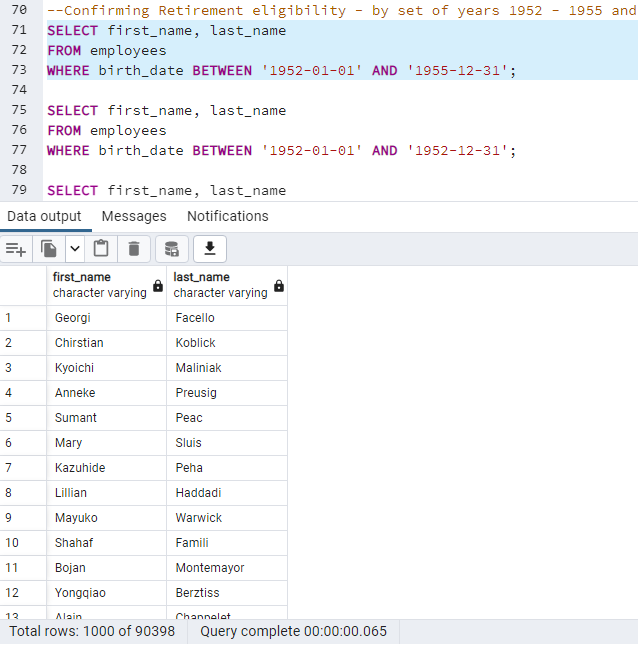 70 --Confirming Retirement eligibility - by set of years 1952 - 1955 and
71 SELECT first_name, last_name
72 FROM employees
73 WHERE birth_date BETWEEN '1952-01-01' AND '1955-12-31';
74
75 SELECT first_name, last_name
76 FROM employees
77 WHERE birth_date BETWEEN '1952-01-01' AND '1952-12-31';
78
79 SELECT first_name, last_name
Data output Messages Notifications
first_name last_name
character varying character varying
1 Georgi Facello
2 Chirstian Koblick
3 Kyoichi Maliniak
4 Anneke Preusig
5 Sumant Peac
6 Mary Sluis
7 Kazuhide Peha
8 Lillian Haddadi
9 Mayuko Warwick
10 Shahaf Famili
11 Bojan Montemayor
12 Yongqiao Berztiss
13 Alain Chappelet
Total rows: 1000 of 90398 Query complete 00:00:00.065